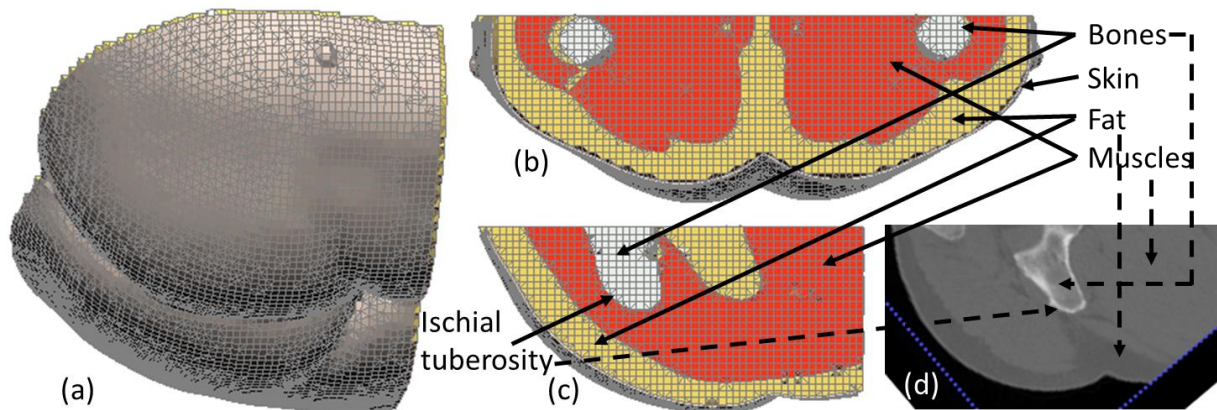 Bones
Skin
Fat
Muscles
(b)
Ischial
tuberosity
(a)
(c)
(d)